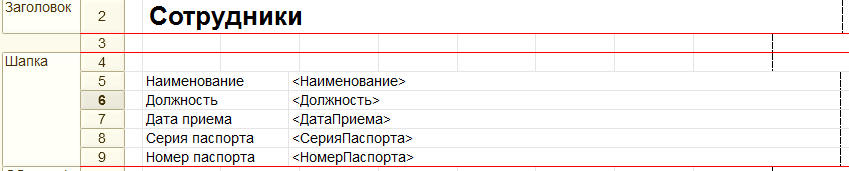 Заголовок
2 Сотрудники
3
Шапка 4
5 Наименование <Наименование>
6 Должность <Должность>
7 Дата приема <ДатаПриема>
8 Серия паспорта <СерияПаспорта>
9 Номер паспорта <НомерПаспорта>